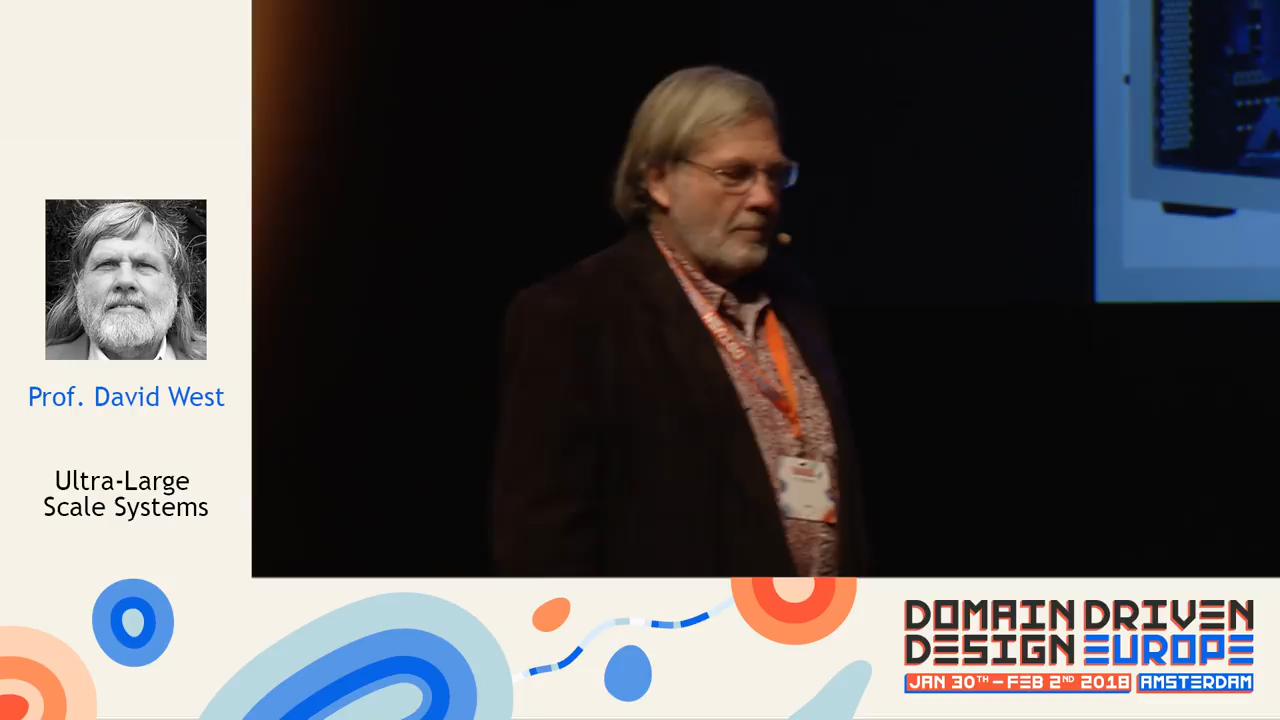 Prof. David West
Ultra-Large
Scale Systems
DOMAIN DRIVEN
DESIGN EUROPE
JAN 30TH – FEB 2ND 2018 AMSTERDAM